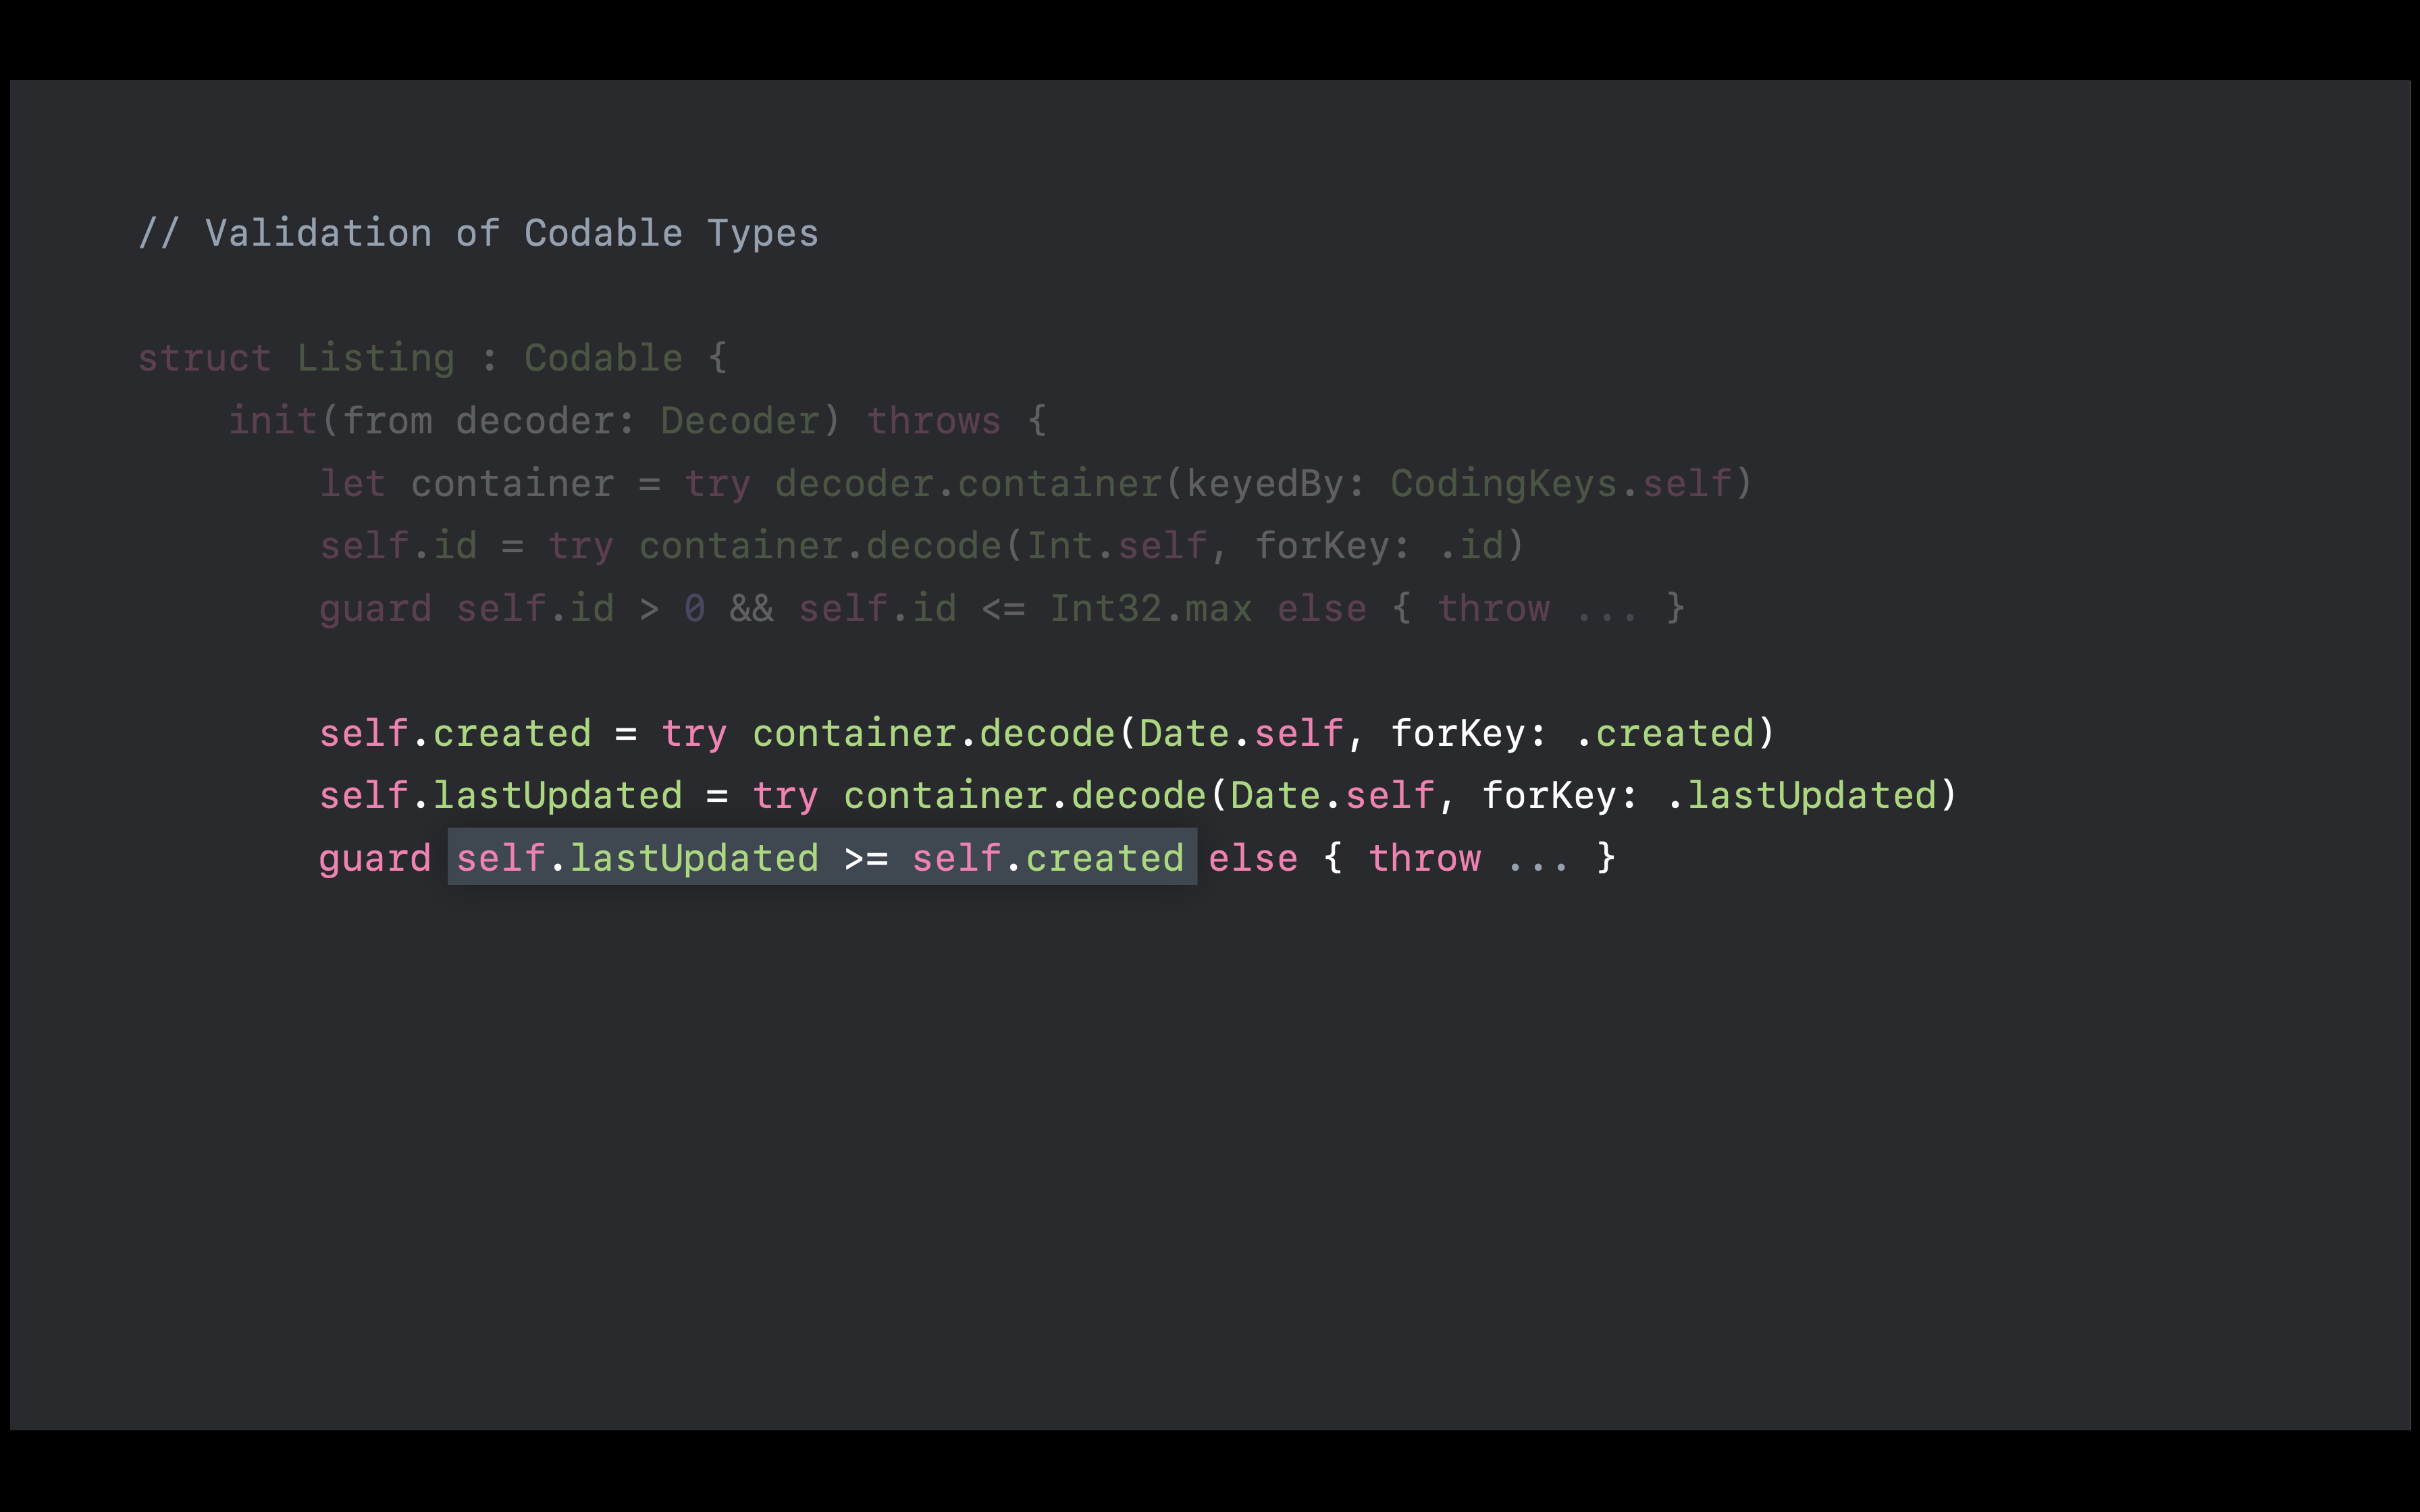 // Validation of Codable Types
struct Listing : Codable {
init(from decoder: Decoder) throws {
let container = try decoder.container(keyedBy: CodingKeys.self)
self.id = try container.decode(Int.self, forKey: .id)
guard self.id > 0 && self.id <= Int32.max else { throw ... }
self.created = try container.decode(Date.self, forKey: .created)
self.lastUpdated = try container.decode(Date.self, forKey: .lastUpdated)
guard self.lastUpdated >= self.created else { throw ... }